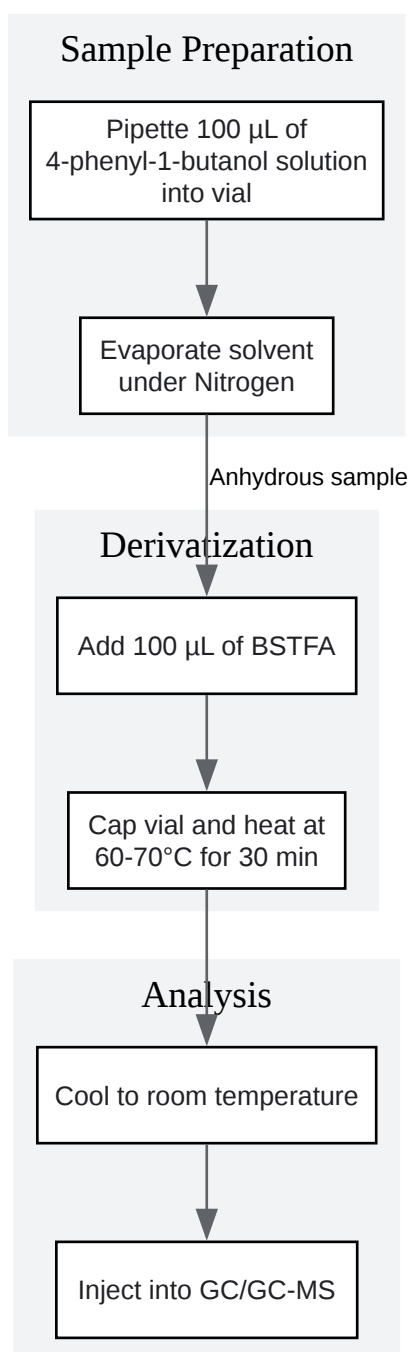 Sample Preparation
Pipette 100 µL of
4-phenyl-1-butanol solution
into vial
Evaporate solvent
under Nitrogen
Anhydrous sample
Derivatization
Add 100 µL of BSTFA
Cap vial and heat at
60-70°C for 30 min
Analysis
Cool to room temperature
Inject into GC/GC-MS